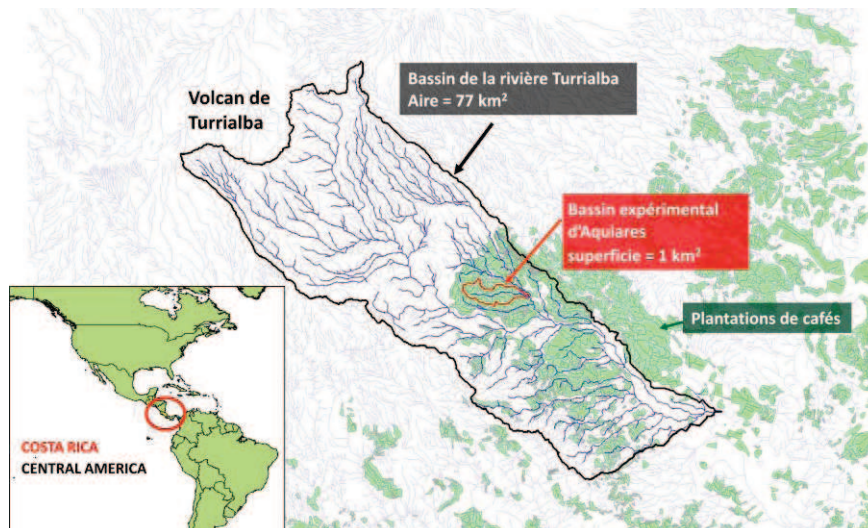 Bassin de la rivière Turrialba
Aire = 77 km²
Volcan de
Turrialba
Bassin expérimental
d'Aquiares
superficie = 1 km²
Plantations de cafés
COSTA RICA
CENTRAL AMERICA